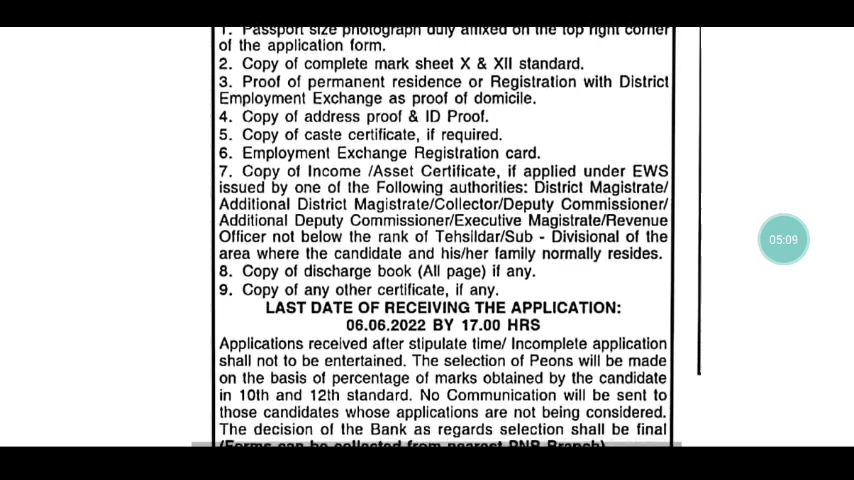 1. Passport size photograph duly affixed on the top right corner
of the application form.
2. Copy of complete mark sheet X & XII standard.
3. Proof of permanent residence or Registration with District
Employment Exchange as proof of domicile.
4. Copy of address proof & ID Proof.
5. Copy of caste certificate, if required.
6. Employment Exchange Registration card.
7. Copy of Income /Asset Certificate, if applied under EWS
issued by one of the Following authorities: District Magistrate/
Additional District Magistrate/Collector/Deputy Commissioner/
Additional Deputy Commissioner/Executive Magistrate/Revenue
Officer not below the rank of Tehsildar/Sub - Divisional of the
area where the candidate and his/her family normally resides.
8. Copy of discharge book (All page) if any.
9. Copy of any other certificate, if any.
LAST DATE OF RECEIVING THE APPLICATION:
06.06.2022 BY 17.00 HRS
Applications received after stipulate time/ Incomplete application
shall not to be entertained. The selection of Peons will be made
on the basis of percentage of marks obtained by the candidate
in 10th and 12th standard. No Communication will be sent to
those candidates whose applications are not being considered.
The decision of the Bank as regards selection shall be final
(Forms can be collected from nearest PNB Branch)
05:09